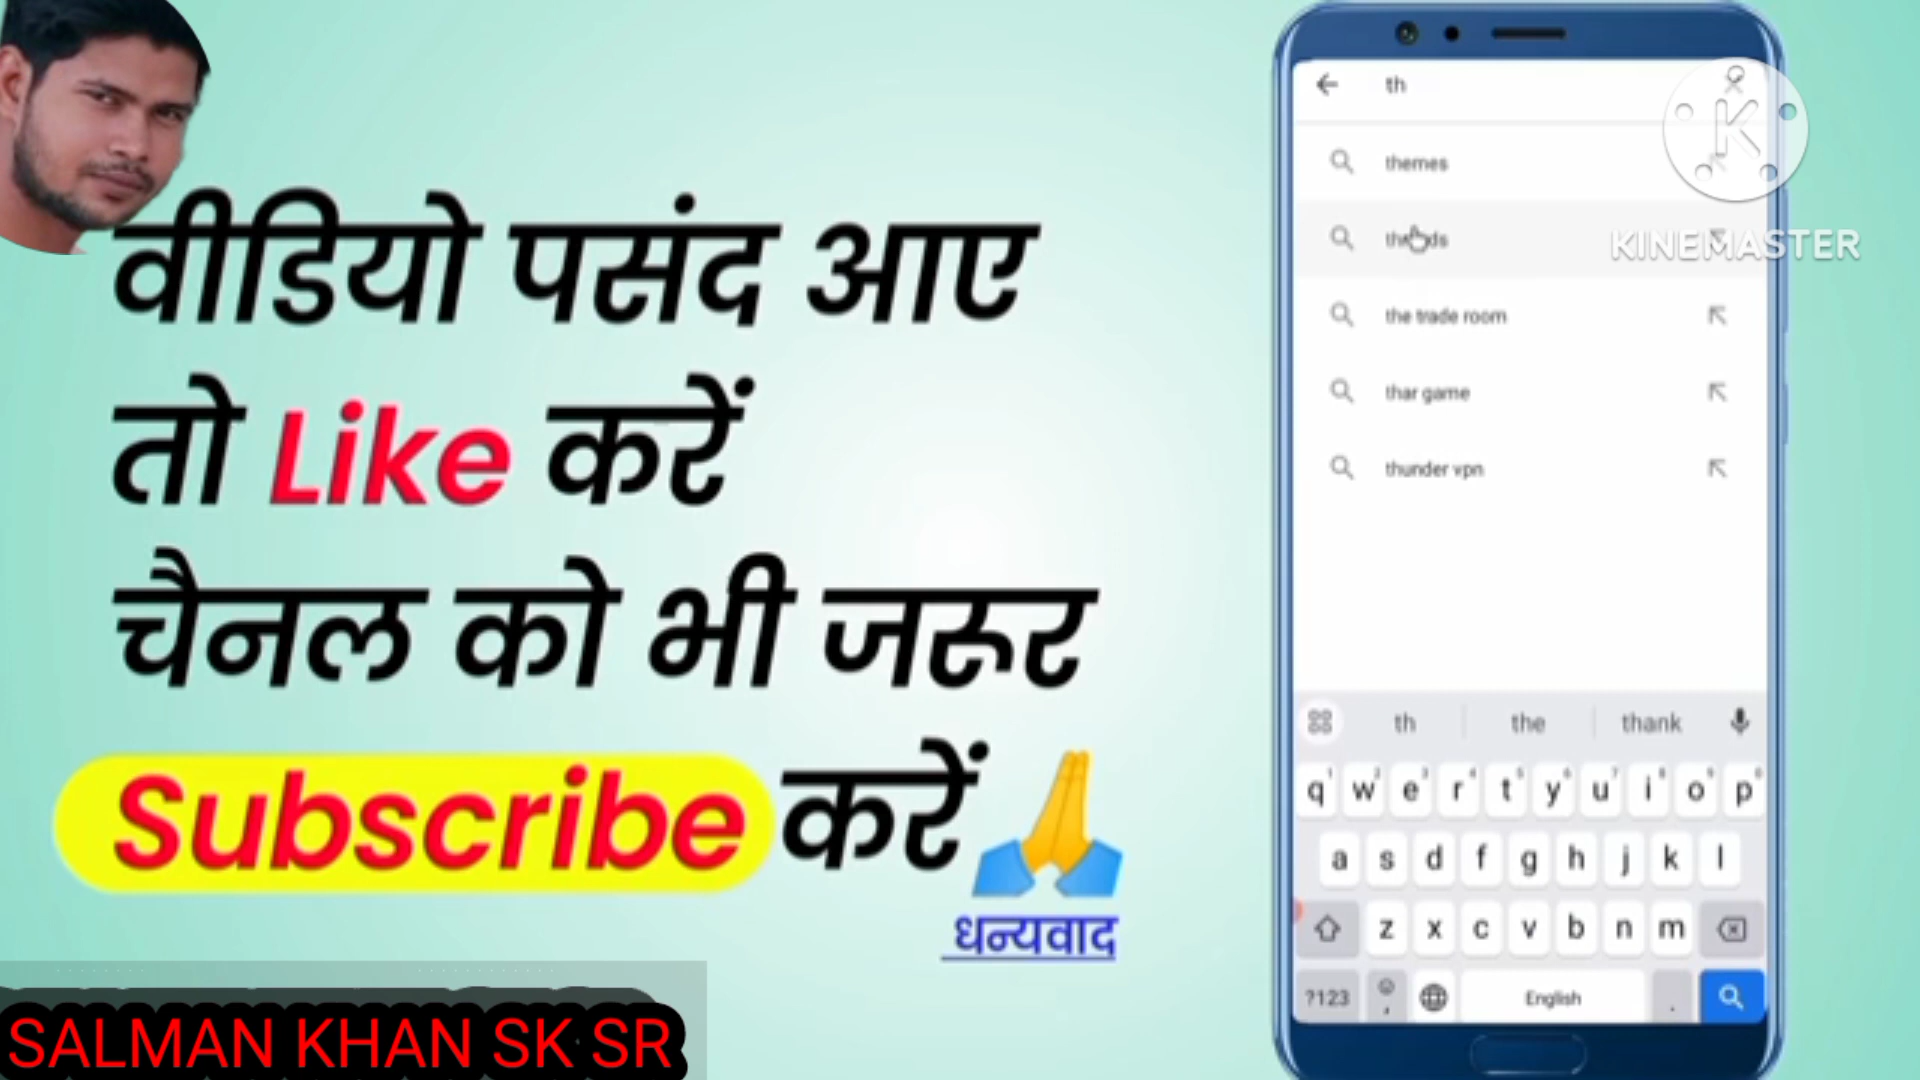 वीडियो पसंद आए
तो Like करें
चैनल को भी जरूर
Subscribe करें
धन्यवाद
SALMAN KHAN SK SR
th
themes
the trade room
thar game
thunder vpn
K
KINEMASTER
th the thank
q w e r t y u i o p
a s d f g h j k l
z x c v b n m
?123 , English .